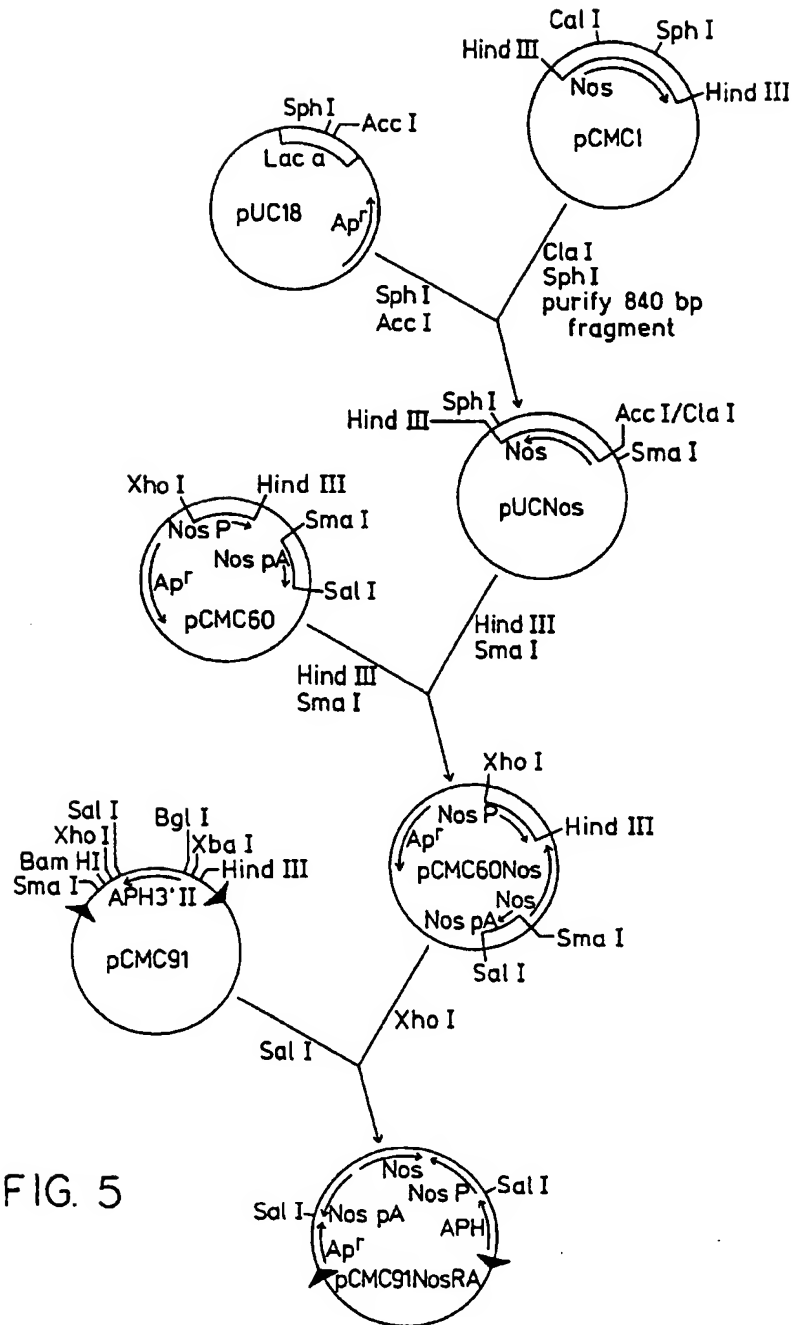 Cal I
Sph I
Hind III
Nos
Hind III
pCMC1
Sph I
Acc I
Lac a
pUC18
Apr
Cla I
Sph I
purify 840 bp
fragment
Sph I
Acc I
Sph I
Hind III
Acc I/Cla I
Nos
Sma I
pUCNos
Xho I
Hind III
Nos P
Sma I
Nos pA
Apr
Sal I
pCMC60
Hind III
Sma I
Hind III
Sma I
Xho I
Nos P
Hind III
Apr
pCMC60Nos
Nos
Nos pA
Sma I
Sal I
Sal I
Bgl I
Xho I
Xba I
Bam HI
Hind III
Sma I
APH3' II
pCMC91
Xho I
Sal I
FIG. 5
Nos
Nos P
Sal I
Sal I
Nos pA
APH
Apr
pCMC91NosRA